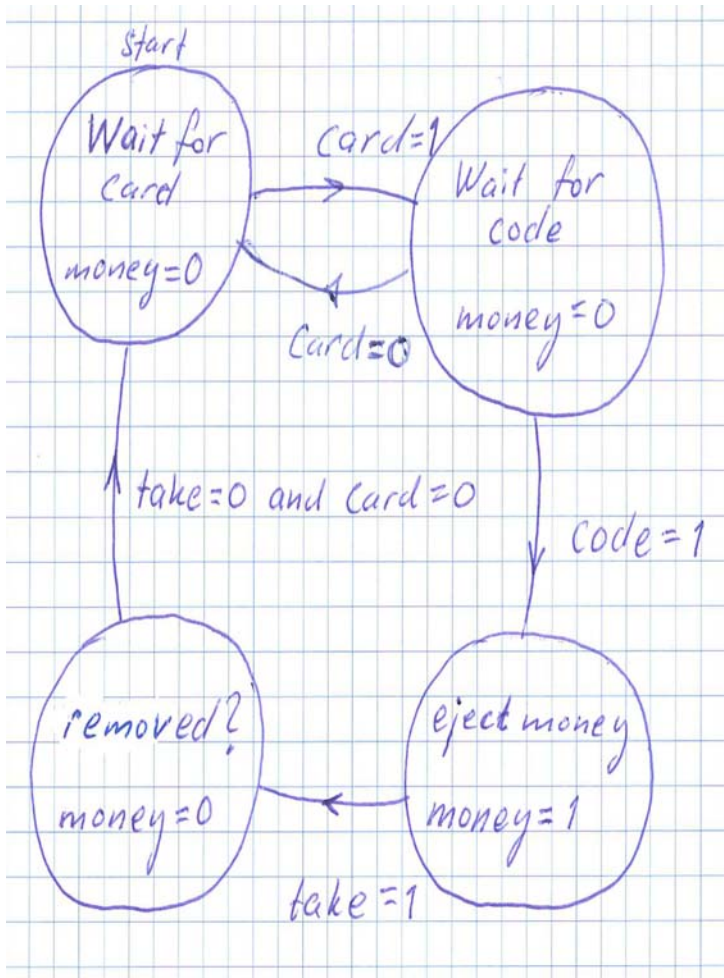 Start
Wait for
Card
money=0
Card=1
Wait for
code
money=0
Card=0
take=0 and Card=0
Code=1
removed?
money=0
eject money
money=1
take=1